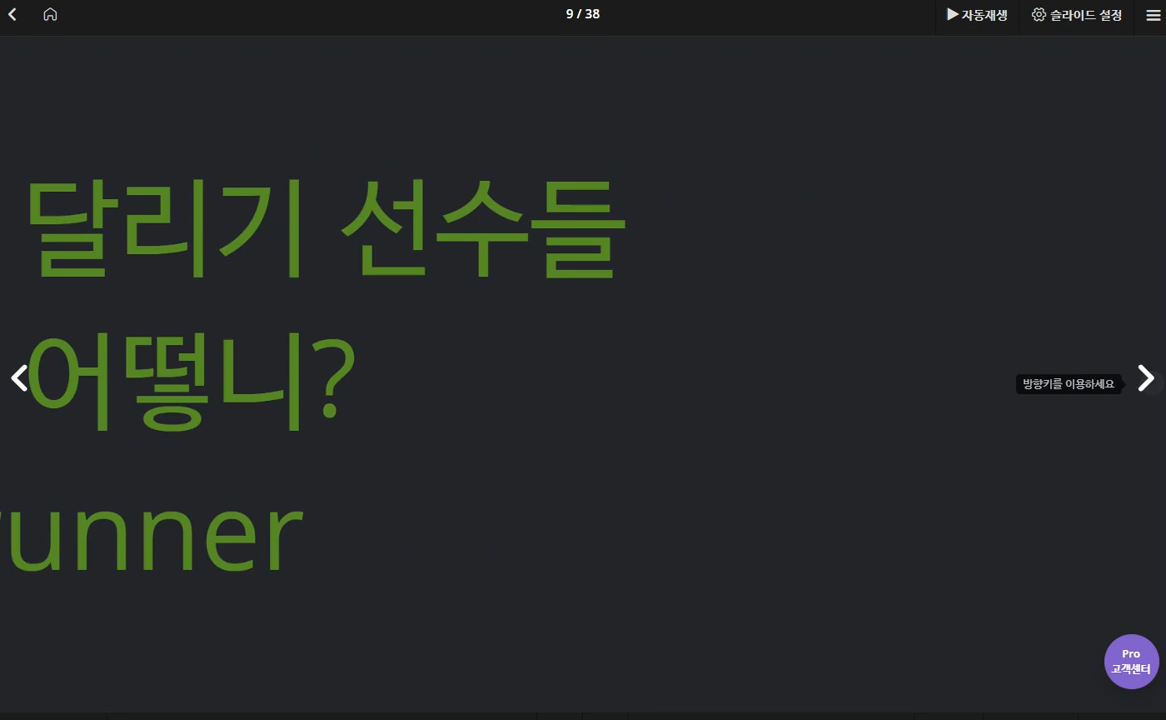 9 / 38
자동재생
슬라이드 설정
달리기 선수들
어떻니?
방향키를 이용하세요
runner
Pro
고객센터